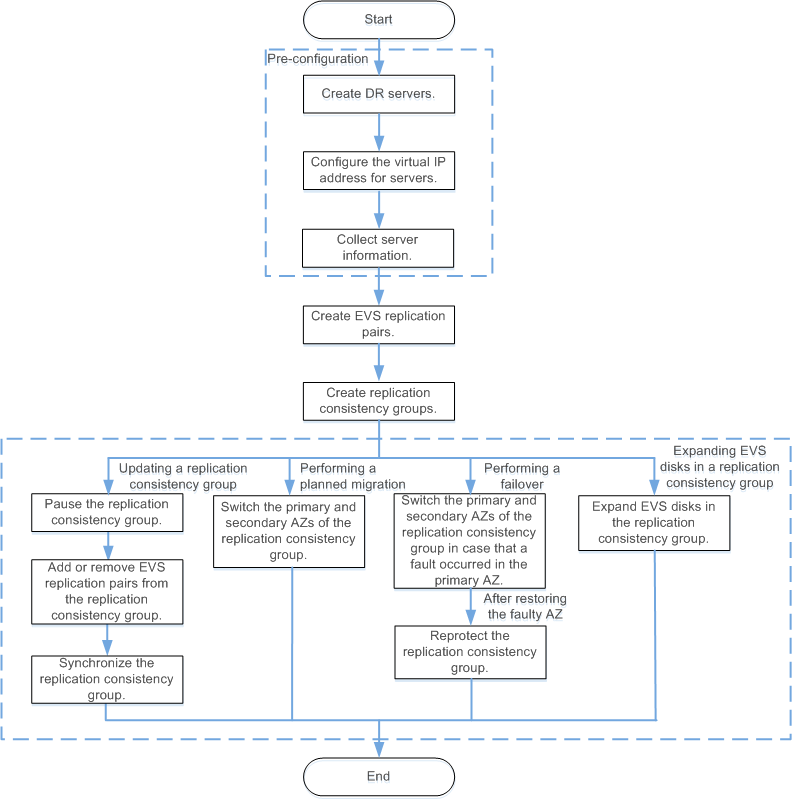 Start
Pre-configuration
Create DR servers.
Configure the virtual IP
address for servers.
Collect server
information.
Create EVS replication
pairs.
Create replication
consistency groups.
Updating a replication
consistency group
Performing a
planned migration
Performing a
failover
Expanding EVS
disks in a replication
consistency group
Pause the replication
consistency group.
Add or remove EVS
replication pairs from
the replication
consistency group.
Synchronize the
replication consistency
group.
Switch the primary and
secondary AZs of the
replication consistency
group.
Switch the primary and
secondary AZs of the
replication consistency
group in case that a
fault occurred in the
primary AZ.
After restoring
the faulty AZ
Reprotect the
replication consistency
group.
Expand EVS disks in
the replication
consistency group.
End